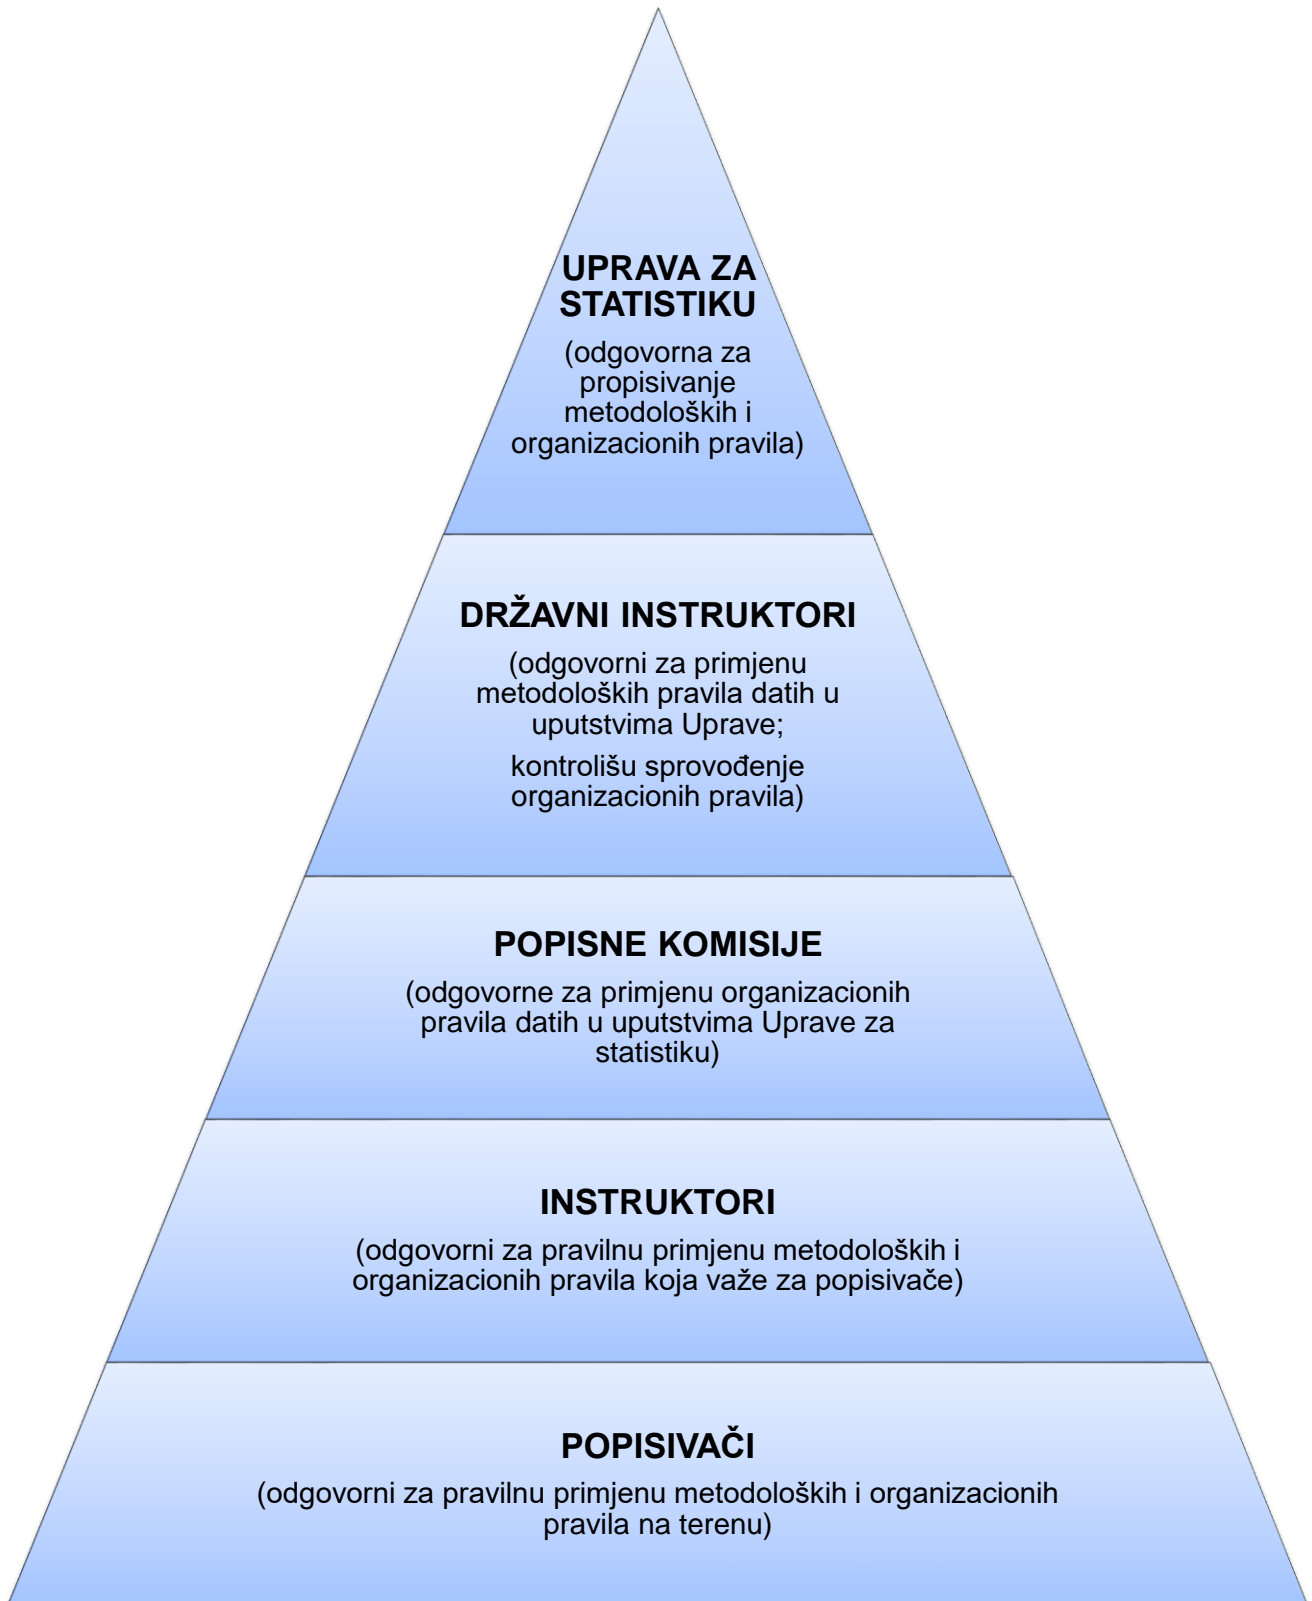 UPRAVA ZA
STATISTIKU
(odgovorna za
propisivanje
metodoloških i
organizacionih pravila)
DRŽAVNI INSTRUKTORI
(odgovorni za primjenu
metodoloških pravila datih u
uputstvima Uprave;
kontrolišu sprovođenje
organizacionih pravila)
POPISNE KOMISIJE
(odgovorne za primjenu organizacionih
pravila datih u uputstvima Uprave za
statistiku)
INSTRUKTORI
(odgovorni za pravilnu primjenu metodoloških i
organizacionih pravila koja važe za popisivače)
POPISIVAČI
(odgovorni za pravilnu primjenu metodoloških i organizacionih
pravila na terenu)